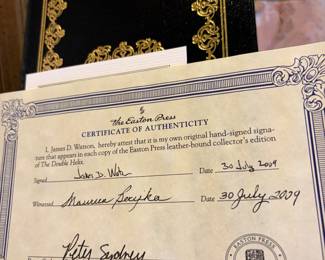 The Easton Press
CERTIFICATE OF AUTHENTICITY
I, James D. Watson, hereby attest that it is my own original hand-signed signa-
ture that appears in each copy of the Easton Press leather-bound collector's edition
of The Double Helix.
Signed Date 30 July 2009
Witnessed Maureen Date 30 July 2009
Peter Sydney
EASTON PRESS